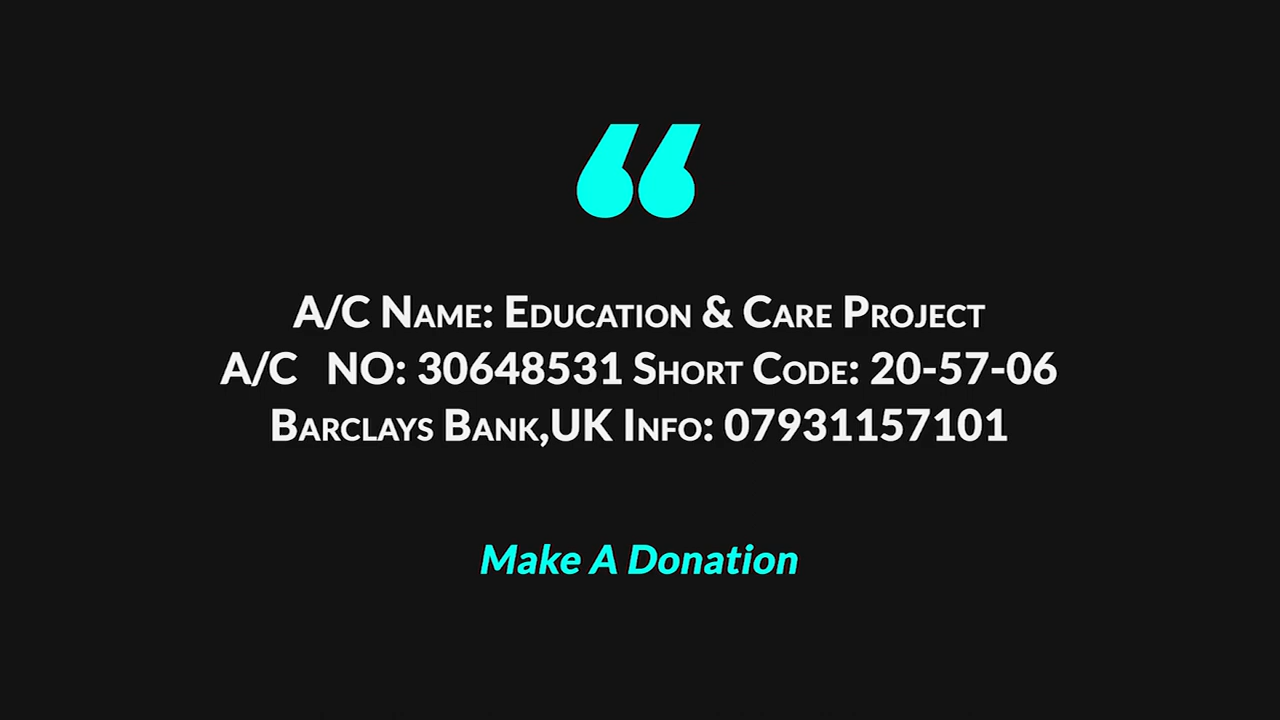 “
A/C Name: Education & Care Project
A/C NO: 30648531 Short Code: 20-57-06
Barclays Bank,UK Info: 07931157101
Make A Donation